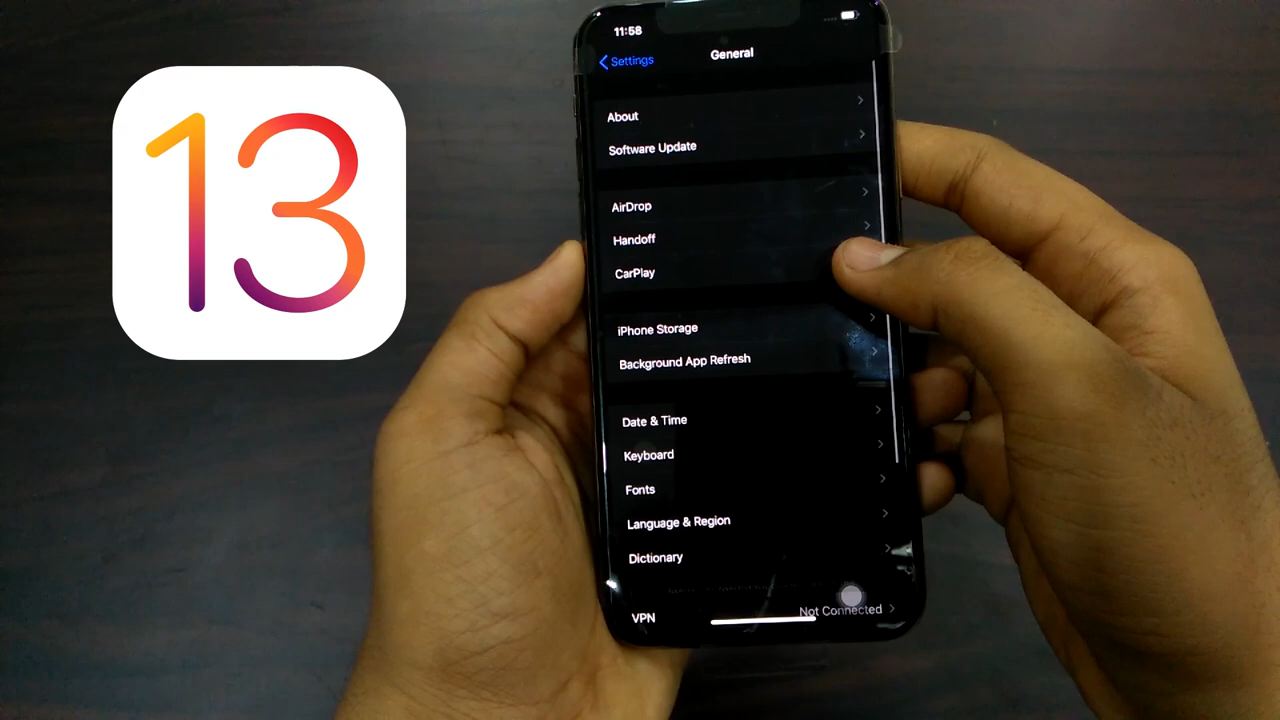 13
11:58
Settings
General
About
Software Update
AirDrop
Handoff
CarPlay
iPhone Storage
Background App Refresh
Date & Time
Keyboard
Fonts
Language & Region
Dictionary
VPN Not Connected